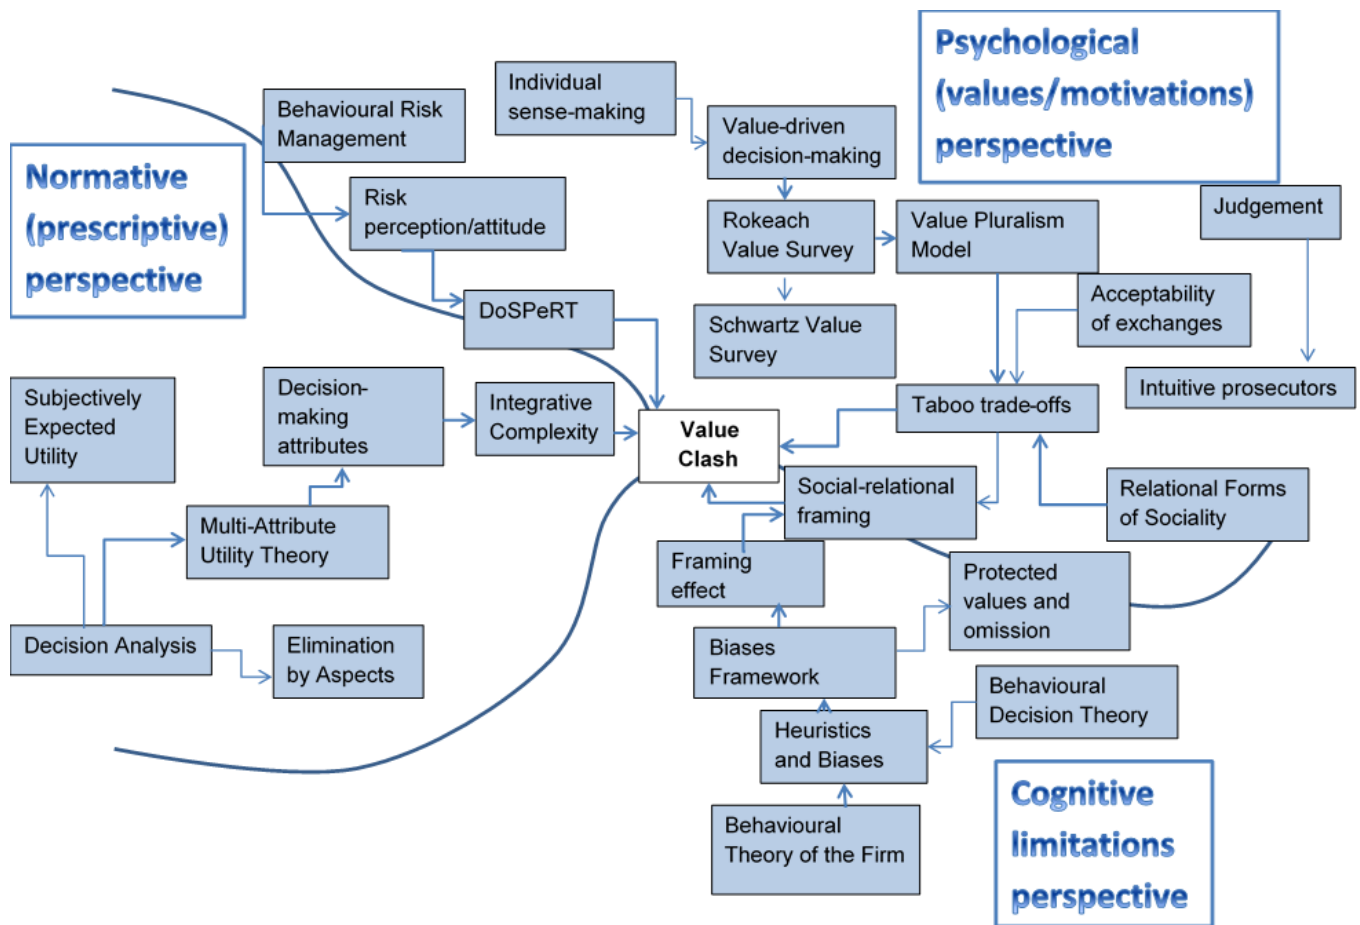 Psychological
(values/motivations)
perspective
Individual
sense-making
Behavioural Risk
Management
Value-driven
decision-making
Normative
(prescriptive)
perspective
Risk
perception/attitude
Rokeach
Value Survey
Value Pluralism
Model
Judgement
Acceptability
of exchanges
DoSPeRT
Schwartz Value
Survey
Intuitive prosecutors
Subjectively
Expected
Utility
Decision-
making
attributes
Integrative
Complexity
Value
Clash
Taboo trade-offs
Social-relational
framing
Relational Forms
of Sociality
Multi-Attribute
Utility Theory
Framing
effect
Protected
values and
omission
Decision Analysis
Elimination
by Aspects
Biases
Framework
Behavioural
Decision Theory
Heuristics
and Biases
Behavioural
Theory of the Firm
Cognitive
limitations
perspective